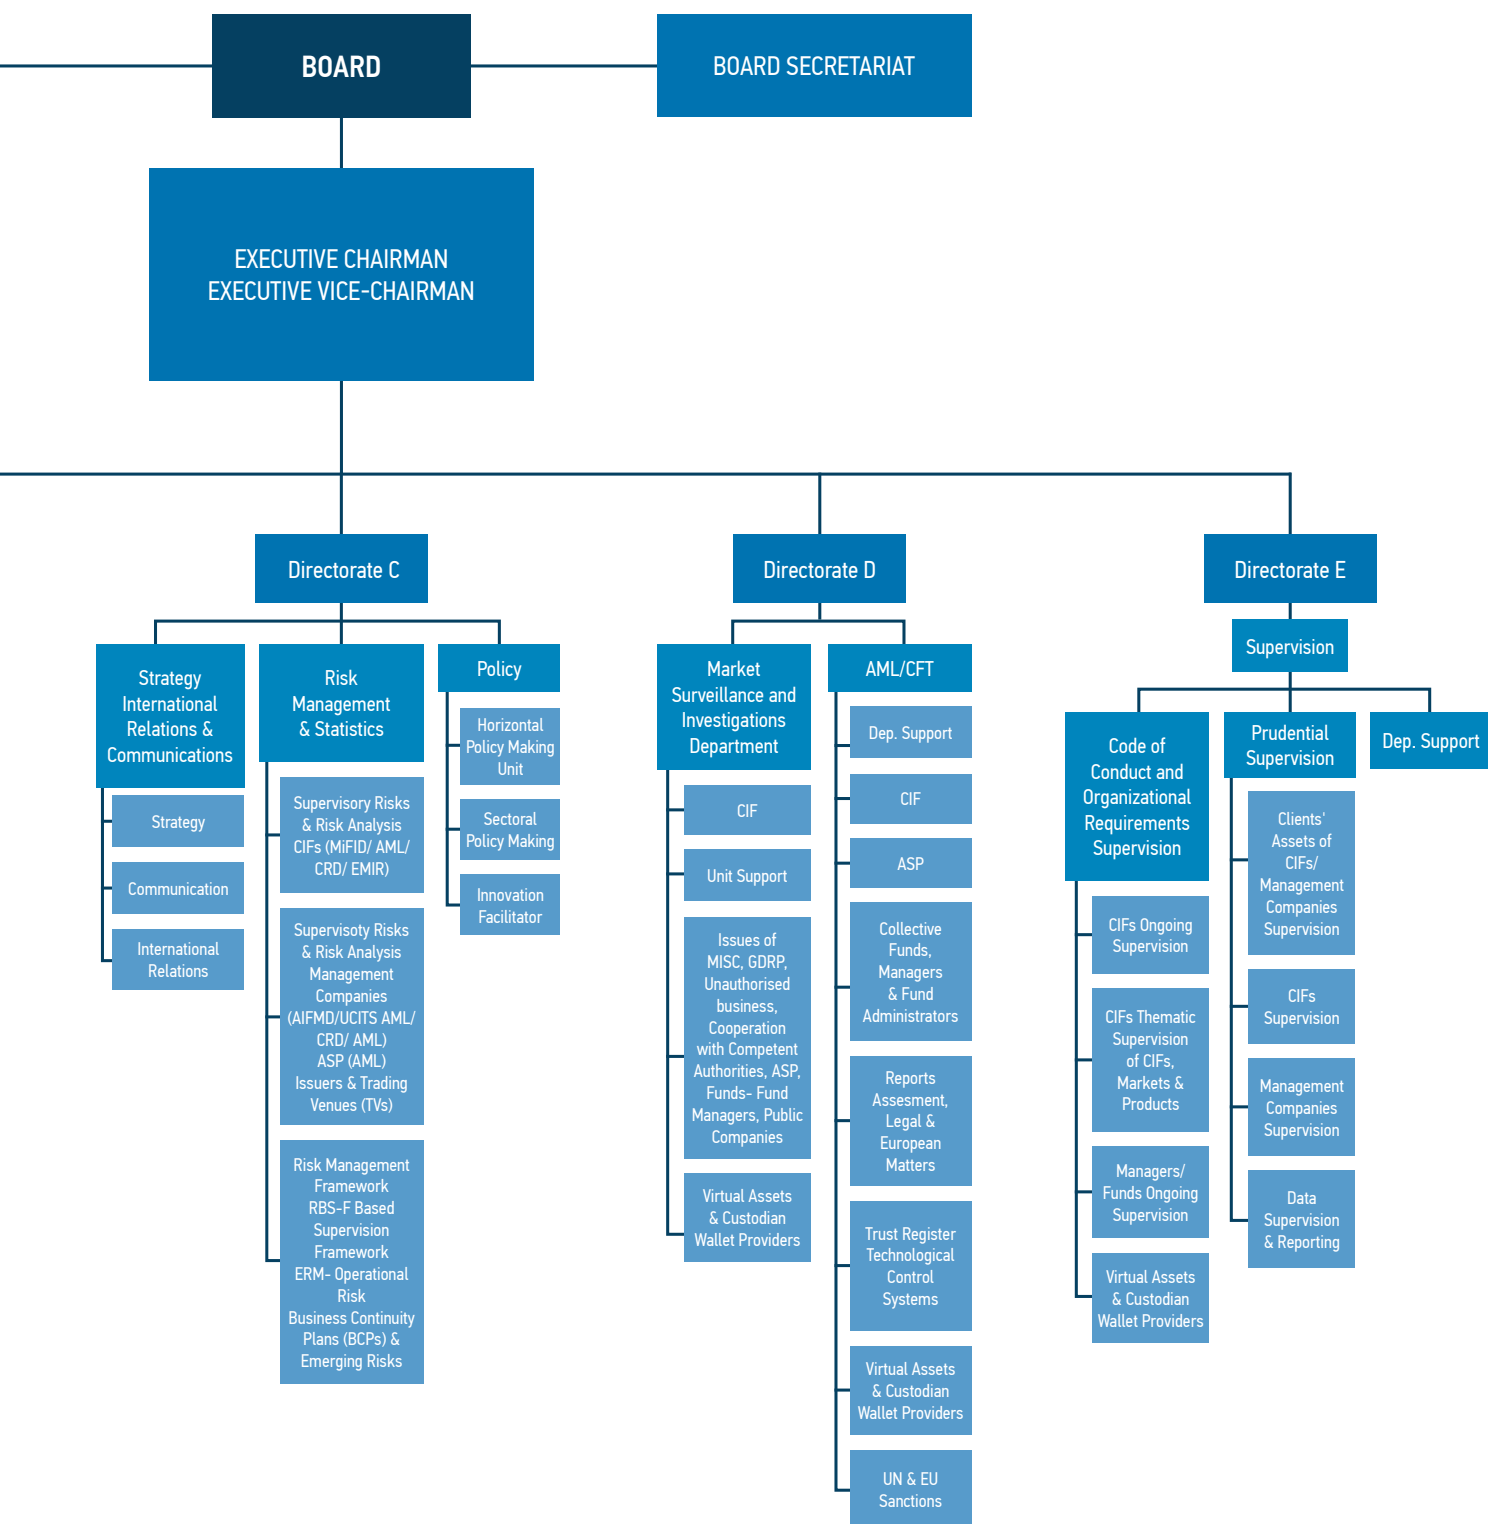 BOARD
BOARD SECRETARIAT
EXECUTIVE CHAIRMAN
EXECUTIVE VICE-CHAIRMAN
Directorate C
Strategy
International
Relations &
Communications
Strategy
Communication
International
Relations
Risk
Management
& Statistics
Supervisory Risks
& Risk Analysis
CIFs (MiFID/ AML/
CRD/ EMIR)
Supervisoty Risks
& Risk Analysis
Management
Companies
(AIFMD/UCITS AML/
CRD/ AML)
ASP (AML)
Issuers & Trading
Venues (TVs)
Risk Management
Framework
RBS-F Based
Supervision
Framework
ERM- Operational
Risk
Business Continuity
Plans (BCPs) &
Emerging Risks
Policy
Horizontal
Policy Making
Unit
Sectoral
Policy Making
Innovation
Facilitator
Directorate D
Market
Surveillance and
Investigations
Department
CIF
Unit Support
Issues of
MISC, GDRP,
Unauthorised
business,
Cooperation
with Competent
Authorities, ASP,
Funds- Fund
Managers, Public
Companies
Virtual Assets
& Custodian
Wallet Providers
AML/CFT
Dep. Support
CIF
ASP
Collective
Funds,
Managers
& Fund
Administrators
Reports
Assesment,
Legal &
European
Matters
Trust Register
Technological
Control
Systems
Virtual Assets
& Custodian
Wallet Providers
UN & EU
Sanctions
Directorate E
Supervision
Code of
Conduct and
Organizational
Requirements
Supervision
CIFs Ongoing
Supervision
CIFs Thematic
Supervision
of CIFs,
Markets &
Products
Managers/
Funds Ongoing
Supervision
Virtual Assets
& Custodian
Wallet Providers
Prudential
Supervision
Clients'
Assets of
CIFs/
Management
Companies
Supervision
CIFs
Supervision
Management
Companies
Supervision
Data
Supervision
& Reporting
Dep. Support